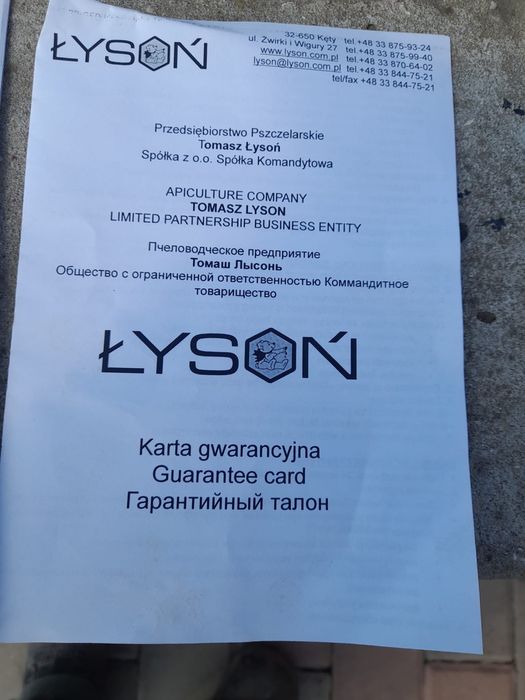 ŁYSOŃ
32-650 Kęty tel.+48 33 875-93-24
ul. Żwirki i Wigury 27 tel.+48 33 875-99-40
www.lyson.com.pl tel.+48 33 870-64-02
lyson@lyson.com.pl tel.+48 33 844-75-21
tel/fax +48 33 844-75-21
Przedsiębiorstwo Pszczelarskie
Tomasz Łysoń
Spółka z o.o. Spółka Komandytowa
APICULTURE COMPANY
TOMASZ LYSON
LIMITED PARTNERSHIP BUSINESS ENTITY
Пчеловодческое предприятие
Томаш Лысонь
Общество с ограниченной ответственностью Коммандитное
товарищество
ŁYSOŃ
Karta gwarancyjna
Guarantee card
Гарантийный талон